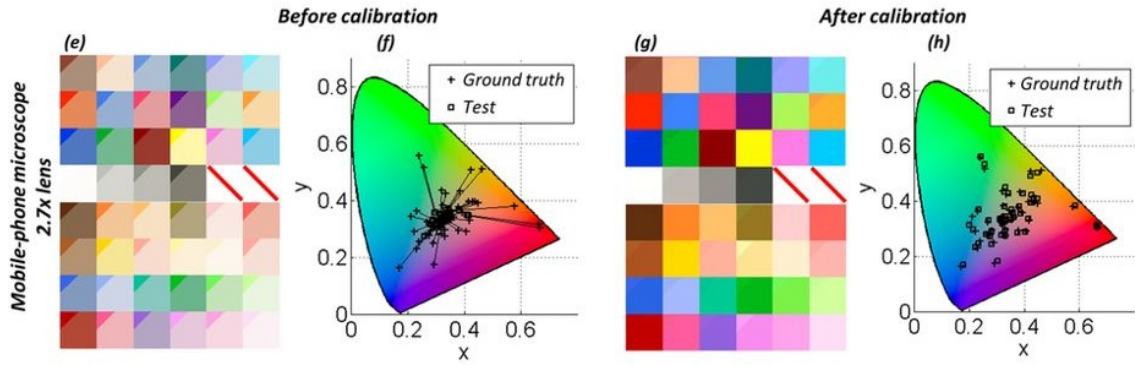 Before calibration
After calibration
(e)
(f)
(g)
(h)
Mobile-phone microscope
2.7x lens
+ Ground truth
Test
0.8
0.6
0.4
0.2
0
y
0
0.2
0.4
0.6
x
+ Ground truth
Test
0.8
0.6
0.4
0.2
0
y
0
0.2
0.4
0.6
x